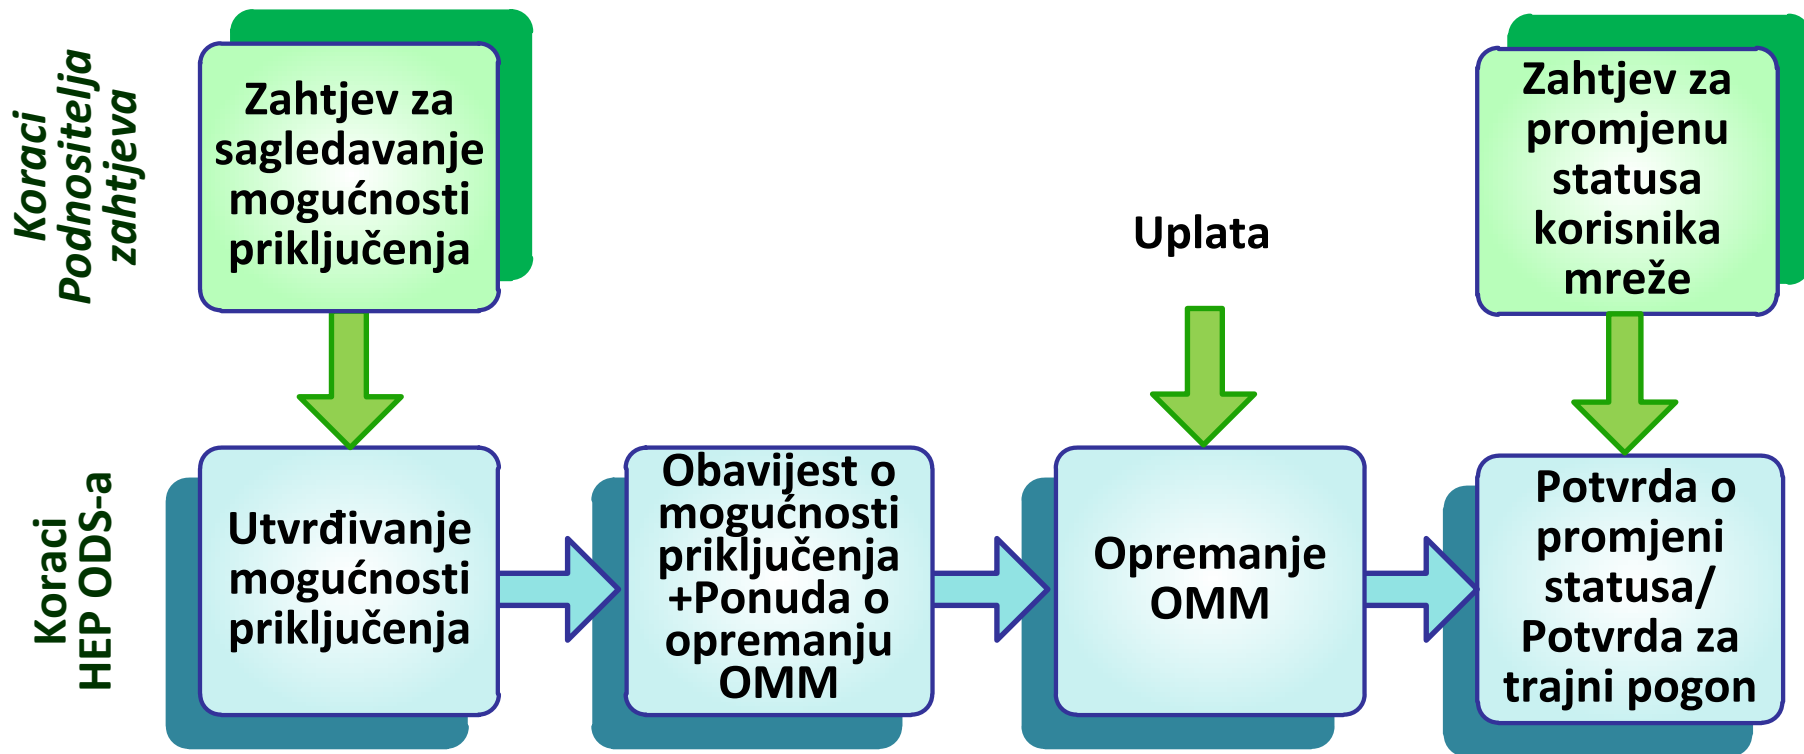 Koraci
Podnositelja
zahtjeva
Zahtjev za
sagledavanje
mogućnosti
priključenja
Uplata
Zahtjev za
promjenu
statusa
korisnika
mreže
Koraci
HEP ODS-a
Utvrđivanje
mogućnosti
priključenja
Obavijest o
mogućnosti
priključenja
+Ponuda o
opremanju
OMM
Opremanje
OMM
Potvrda o
promjeni
statusa/
Potvrda za
trajni pogon